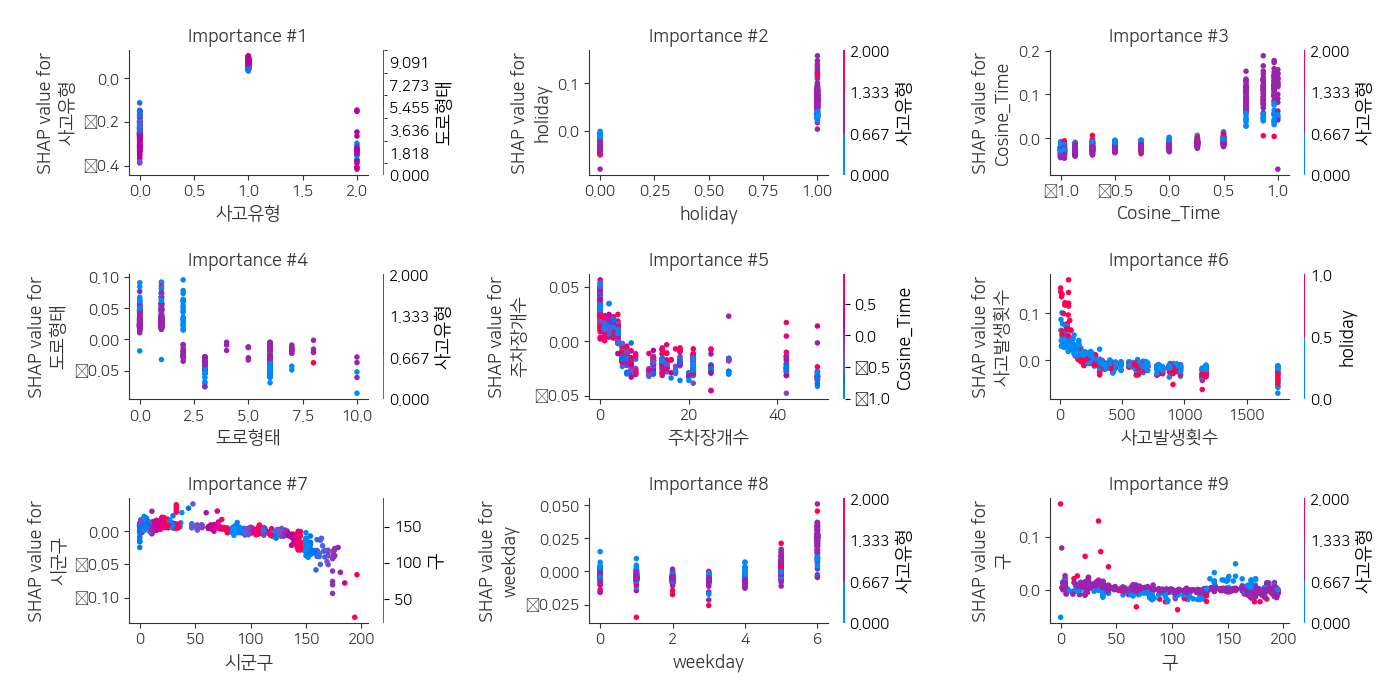 Importance #1
SHAP value for
사고유형
0.0
0.2
0.4
0.0
0.5
1.0
1.5
2.0
사고유형
9.091
7.273
5.455
3.636
1.818
0.000
도로형태
Importance #2
SHAP value for
holiday
0.1
0.0
0.00
0.25
0.50
0.75
1.00
holiday
2.000
1.333
0.667
0.000
사고유형
Importance #3
SHAP value for
Cosine_Time
0.2
0.1
0.0
1.0
0.5
0.0
0.5
1.0
Cosine_Time
2.000
1.333
0.667
0.000
사고유형
Importance #4
SHAP value for
도로형태
0.10
0.05
0.00
0.05
0.0
2.5
5.0
7.5
10.0
도로형태
2.000
1.333
0.667
0.000
사고유형
Importance #5
SHAP value for
주차장개수
0.05
0.00
0.05
0
20
40
주차장개수
0.5
0.0
0.5
1.0
Cosine_Time
Importance #6
SHAP value for
사고발생횟수
0.1
0.0
0
500
1000
1500
사고발생횟수
1.0
0.5
0.0
holiday
Importance #7
SHAP value for
시군구
0.00
0.05
0.10
0
50
100
150
200
시군구
150
100
50
구
Importance #8
SHAP value for
weekday
0.050
0.025
0.000
0.025
0
2
4
6
weekday
2.000
1.333
0.667
0.000
사고유형
Importance #9
SHAP value for
구
0.1
0.0
0
50
100
150
200
구
2.000
1.333
0.667
0.000
사고유형